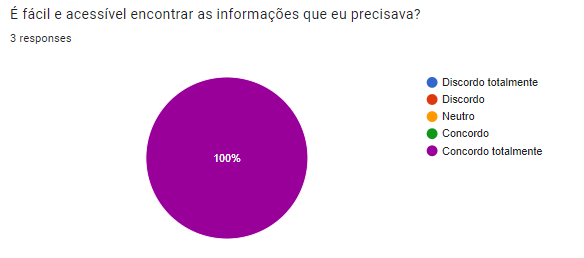 É fácil e acessível encontrar as informações que eu precisava?
3 responses
100%
Discordo totalmente
Discordo
Neutro
Concordo
Concordo totalmente